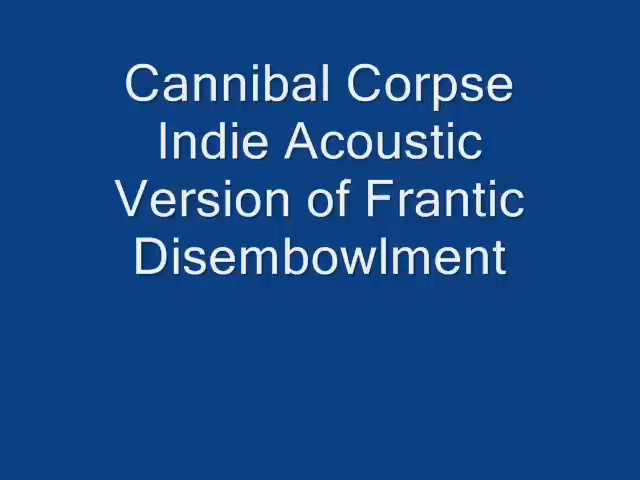 Cannibal Corpse
Indie Acoustic
Version of Frantic
Disembowlment